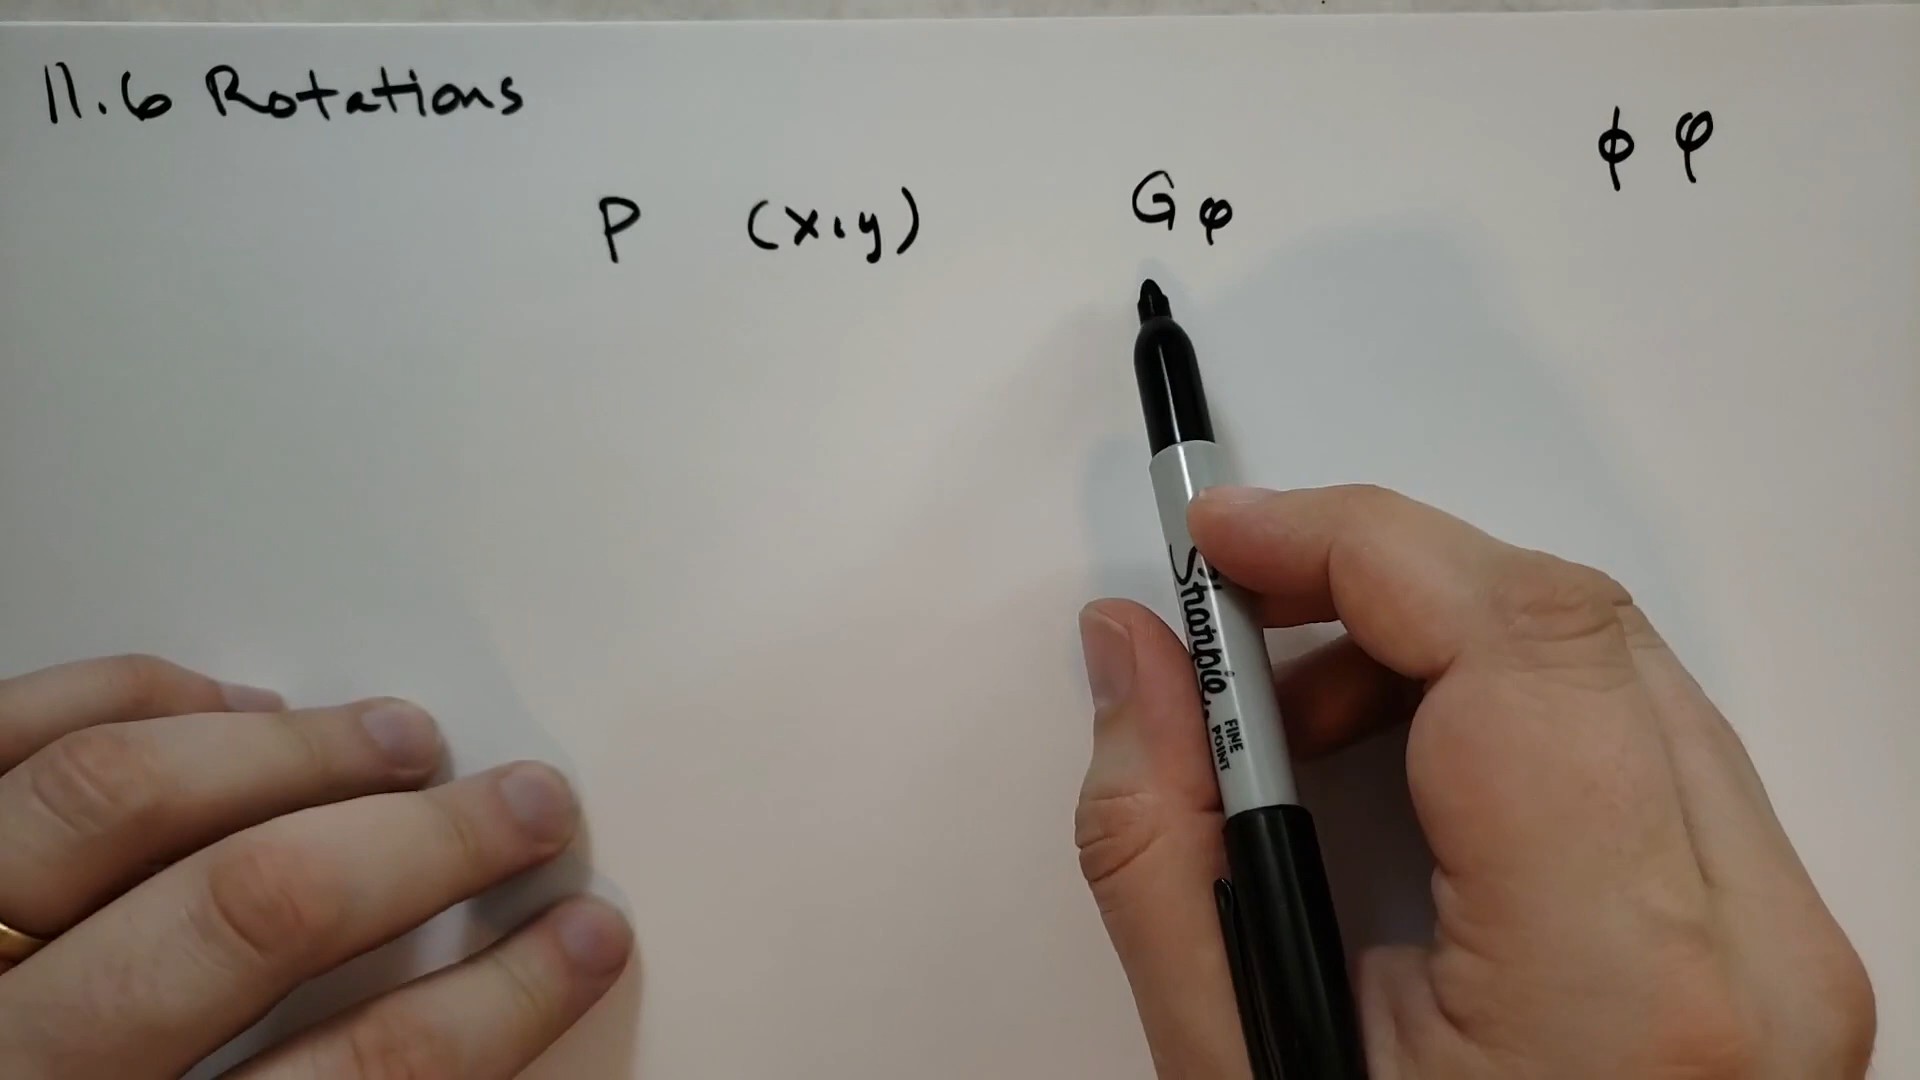 11.6 Rotations
ϕ φ
P (x,y) Gφ
Sharpie
FINE
POINT